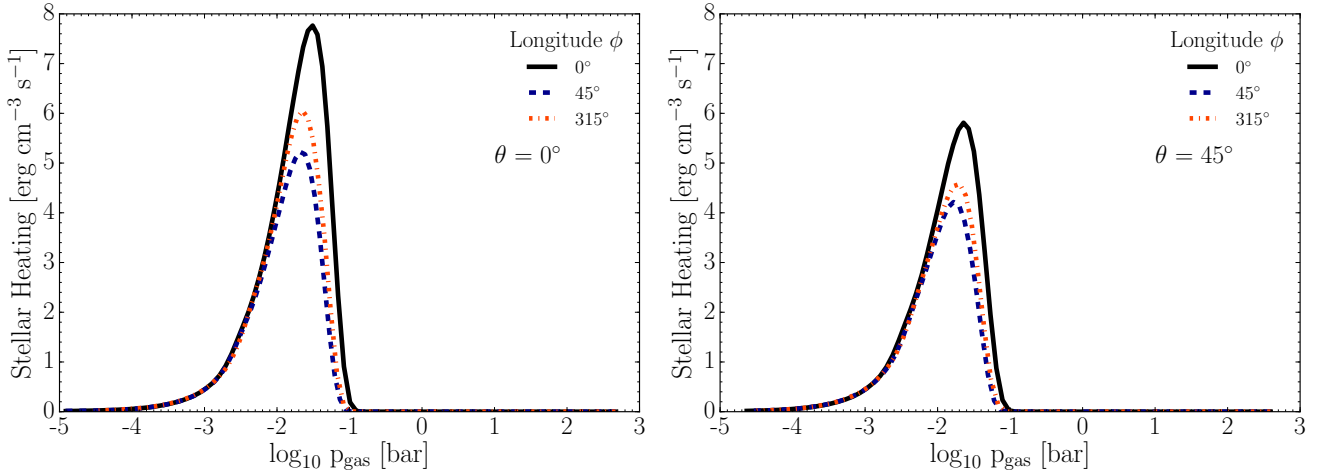 8
7
6
5
4
3
2
1
0
Stellar Heating [erg cm⁻³ s⁻¹]
Longitude ϕ
0°
45°
315°
θ = 0°
-5 -4 -3 -2 -1 0 1 2 3
log₁₀ p_gas [bar]
8
7
6
5
4
3
2
1
0
Stellar Heating [erg cm⁻³ s⁻¹]
Longitude ϕ
0°
45°
315°
θ = 45°
-5 -4 -3 -2 -1 0 1 2 3
log₁₀ p_gas [bar]